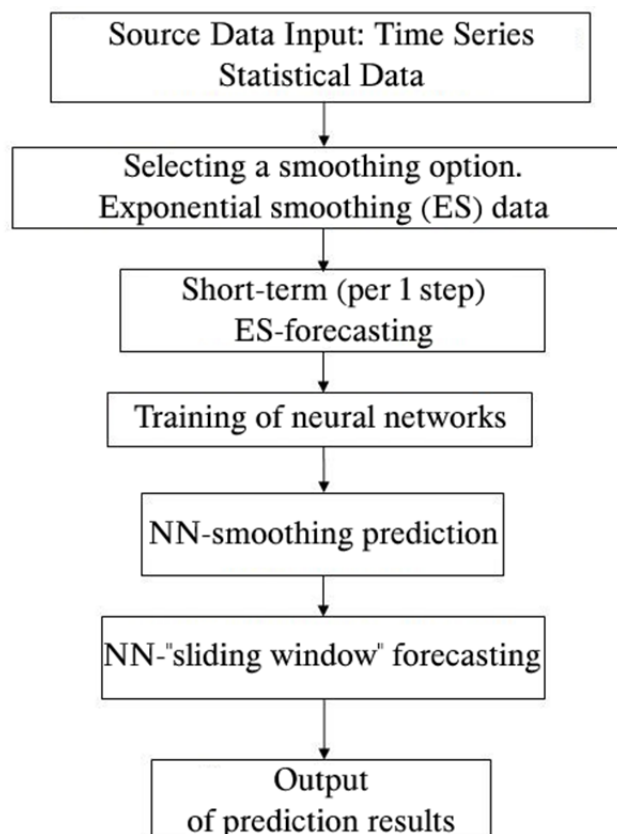 Source Data Input: Time Series
Statistical Data
Selecting a smoothing option.
Exponential smoothing (ES) data
Short-term (per 1 step)
ES-forecasting
Training of neural networks
NN-smoothing prediction
NN-"sliding window" forecasting
Output
of prediction results